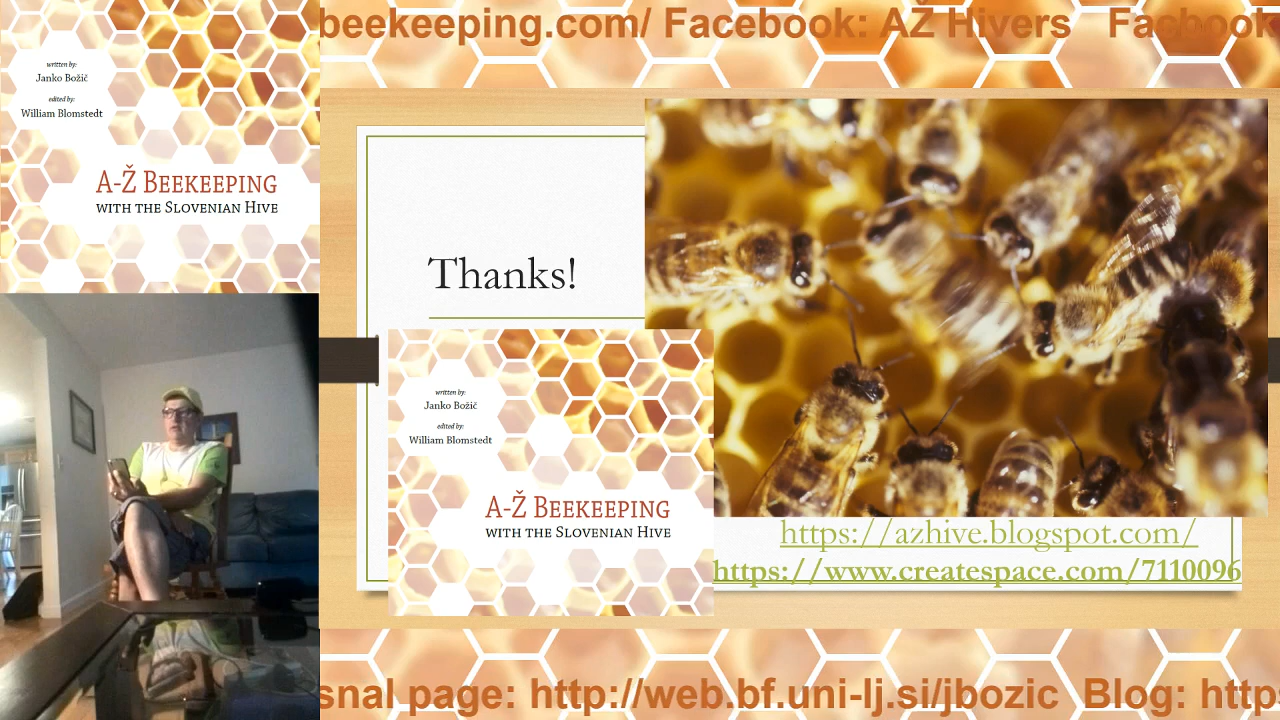 beekeeping.com/ Facebook: AŽ Hivers Facbook
written by:
Janko Božič
edited by:
William Blomstedt
A-Ž Beekeeping
with the Slovenian Hive
Thanks!
written by:
Janko Božič
edited by:
William Blomstedt
A-Ž Beekeeping
with the Slovenian Hive
https://azhive.blogspot.com/
https://www.createspace.com/7110096
snal page: http://web.bf.uni-lj.si/jbozic Blog: http